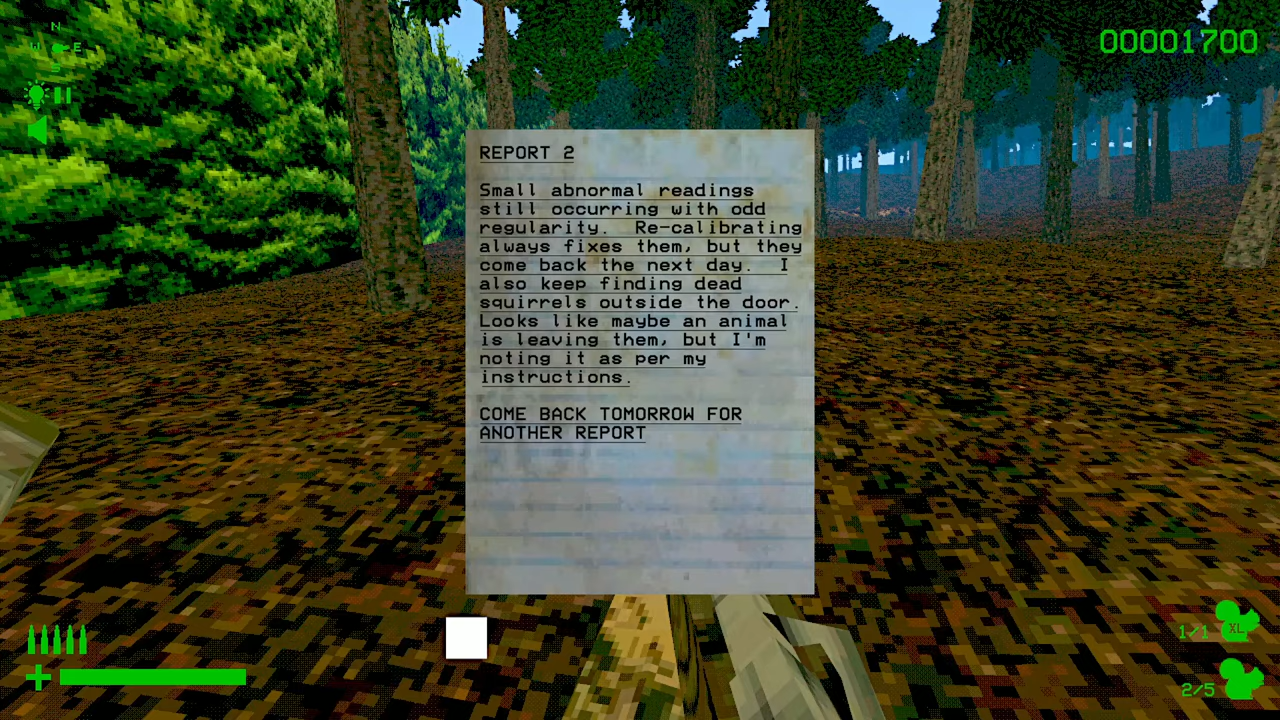 N
W E
S
00001700
REPORT 2
Small abnormal readings
still occurring with odd
regularity. Re-calibrating
always fixes them, but they
come back the next day. I
also keep finding dead
squirrels outside the door.
Looks like maybe an animal
is leaving them, but I'm
noting it as per my
instructions.
COME BACK TOMORROW FOR
ANOTHER REPORT
1/1 XL
2/5